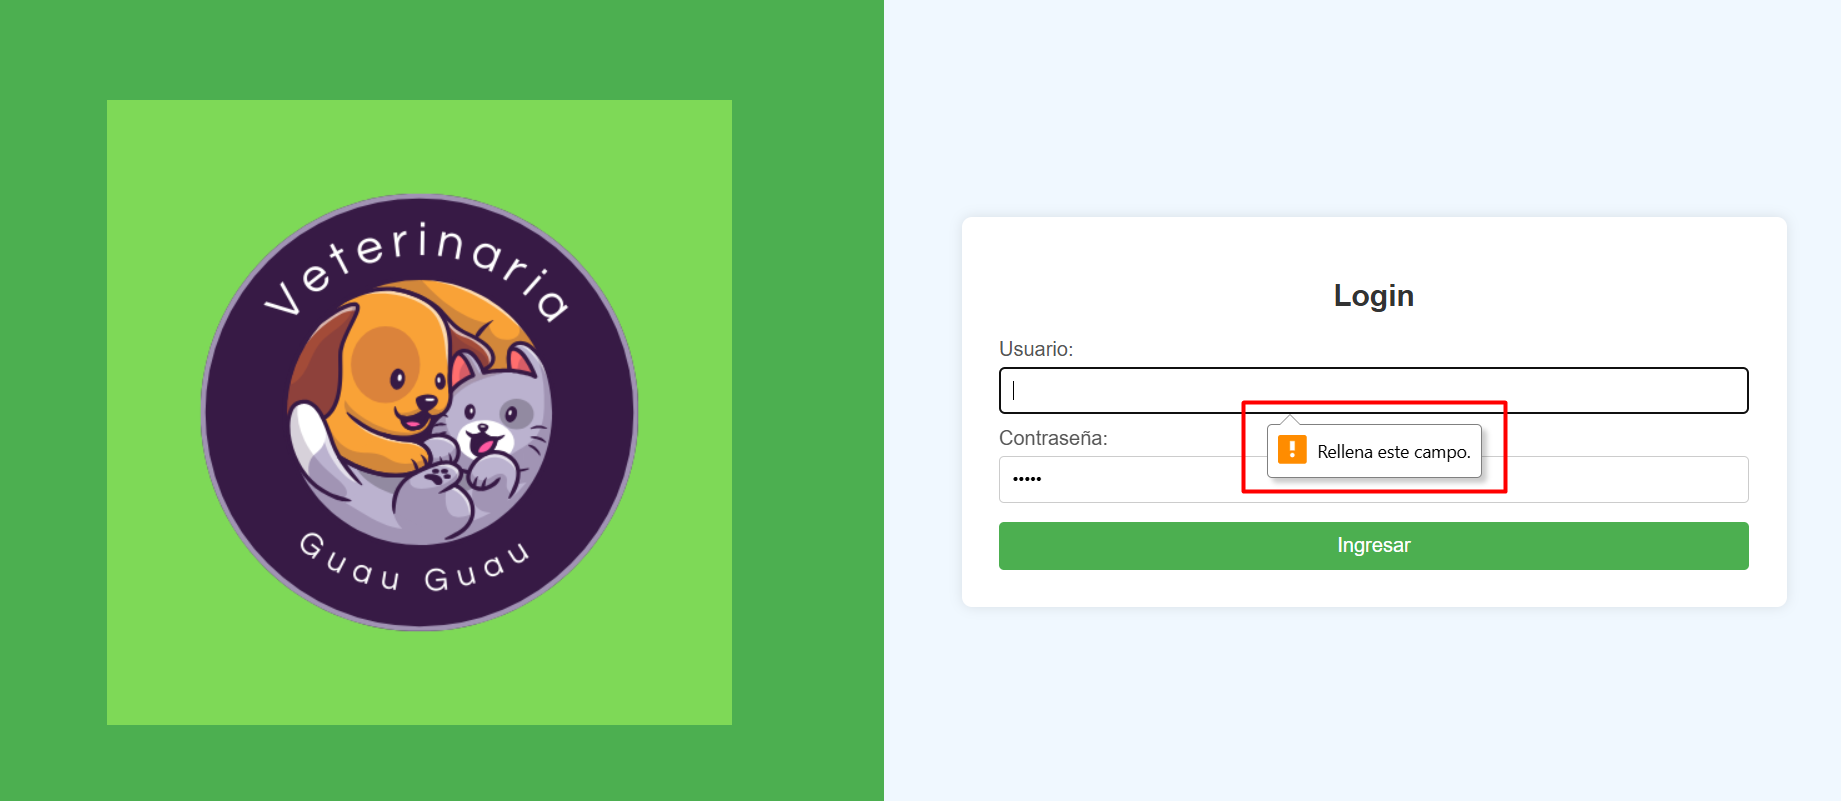 Veterinaria
Guau Guau
Login
Usuario:
Rellena este campo.
Contraseña:
•••••
Ingresar